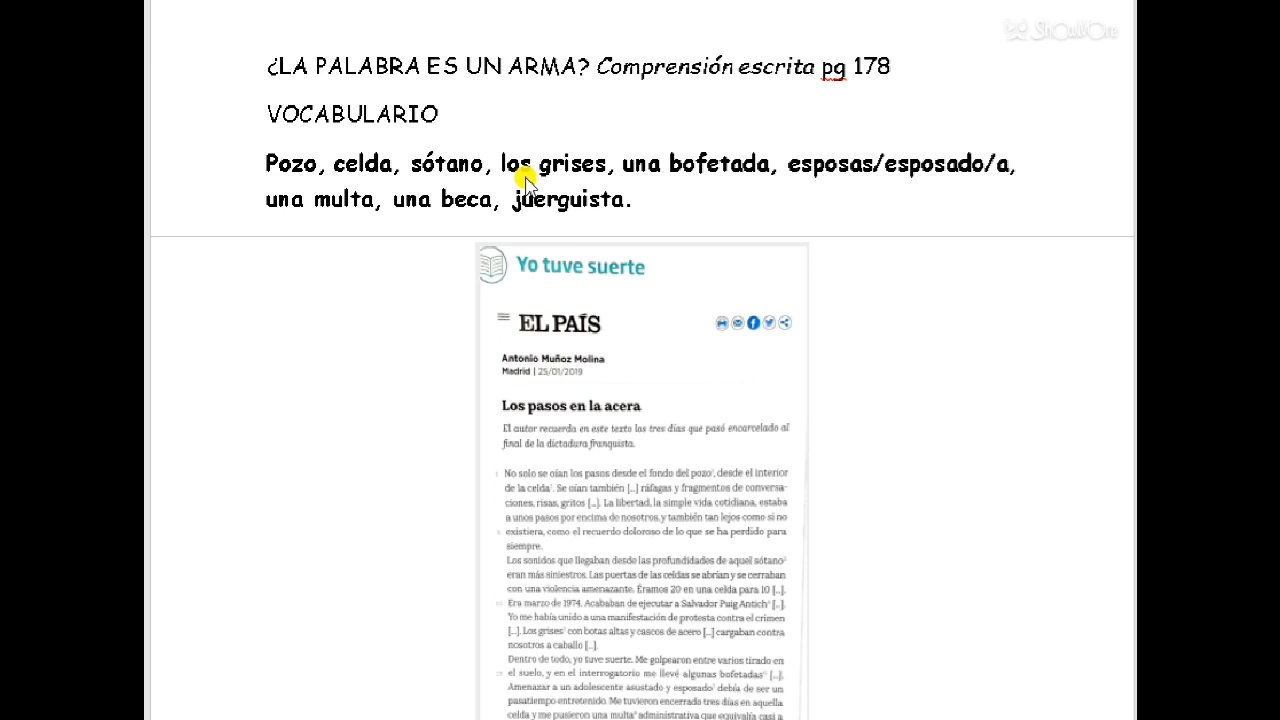 ShowMore
¿LA PALABRA ES UN ARMA? Comprensión escrita pg 178
VOCABULARIO
Pozo, celda, sótano, los grises, una bofetada, esposas/esposado/a,
una multa, una beca, juerguista.
Yo tuve suerte
EL PAÍS
Antonio Muñoz Molina
Madrid | 25/01/2019
Los pasos en la acera
El autor recuerda en este texto los tres días que pasó encarcelado al
final de la dictadura franquista.
No solo se oían los pasos desde el fondo del pozo, desde el interior
de la celda. Se oían también [...] ráfagas y fragmentos de conversa-
ciones, risas, gritos [...]. La libertad, la simple vida cotidiana, estaba
a unos pasos por encima de nosotros, y también tan lejos como si no
existiera, como el recuerdo doloroso de lo que se ha perdido para
siempre.
Los sonidos que llegaban desde las profundidades de aquel sótano
eran más siniestros. Las puertas de las celdas se abrían y se cerraban
con una violencia amenazante. Éramos 20 en una celda para 10 [...].
Era marzo de 1974. Acababan de ejecutar a Salvador Puig Antich [...].
Yo me había unido a una manifestación de protesta contra el crimen
[...]. Los grises con botas altas y cascos de acero [...] cargaban contra
nosotros a caballo [...].
Dentro de todo, yo tuve suerte. Me golpearon entre varios tirado en
el suelo, y en el interrogatorio me llevé algunas bofetadas [...].
Amenazar a un adolescente asustado y esposado debía de ser un
pasatiempo entretenido. Me tuvieron encerrado tres días en aquella
celda y me pusieron una multa administrativa que equivalía casi a